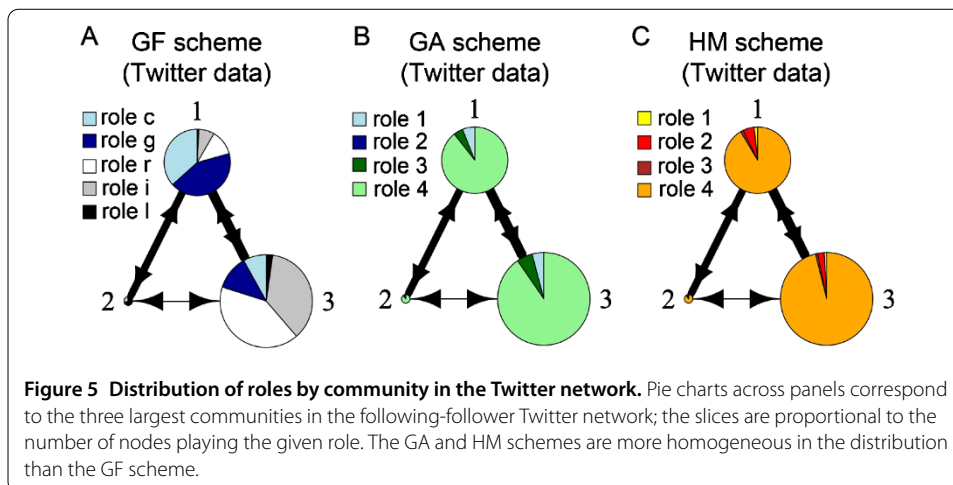 A
GF scheme
(Twitter data)
1
role c
role g
role r
role i
role l
2
3
B
GA scheme
(Twitter data)
1
role 1
role 2
role 3
role 4
2
3
C
HM scheme
(Twitter data)
1
role 1
role 2
role 3
role 4
2
3
Figure 5 Distribution of roles by community in the Twitter network. Pie charts across panels correspond
to the three largest communities in the following-follower Twitter network; the slices are proportional to the
number of nodes playing the given role. The GA and HM schemes are more homogeneous in the distribution
than the GF scheme.